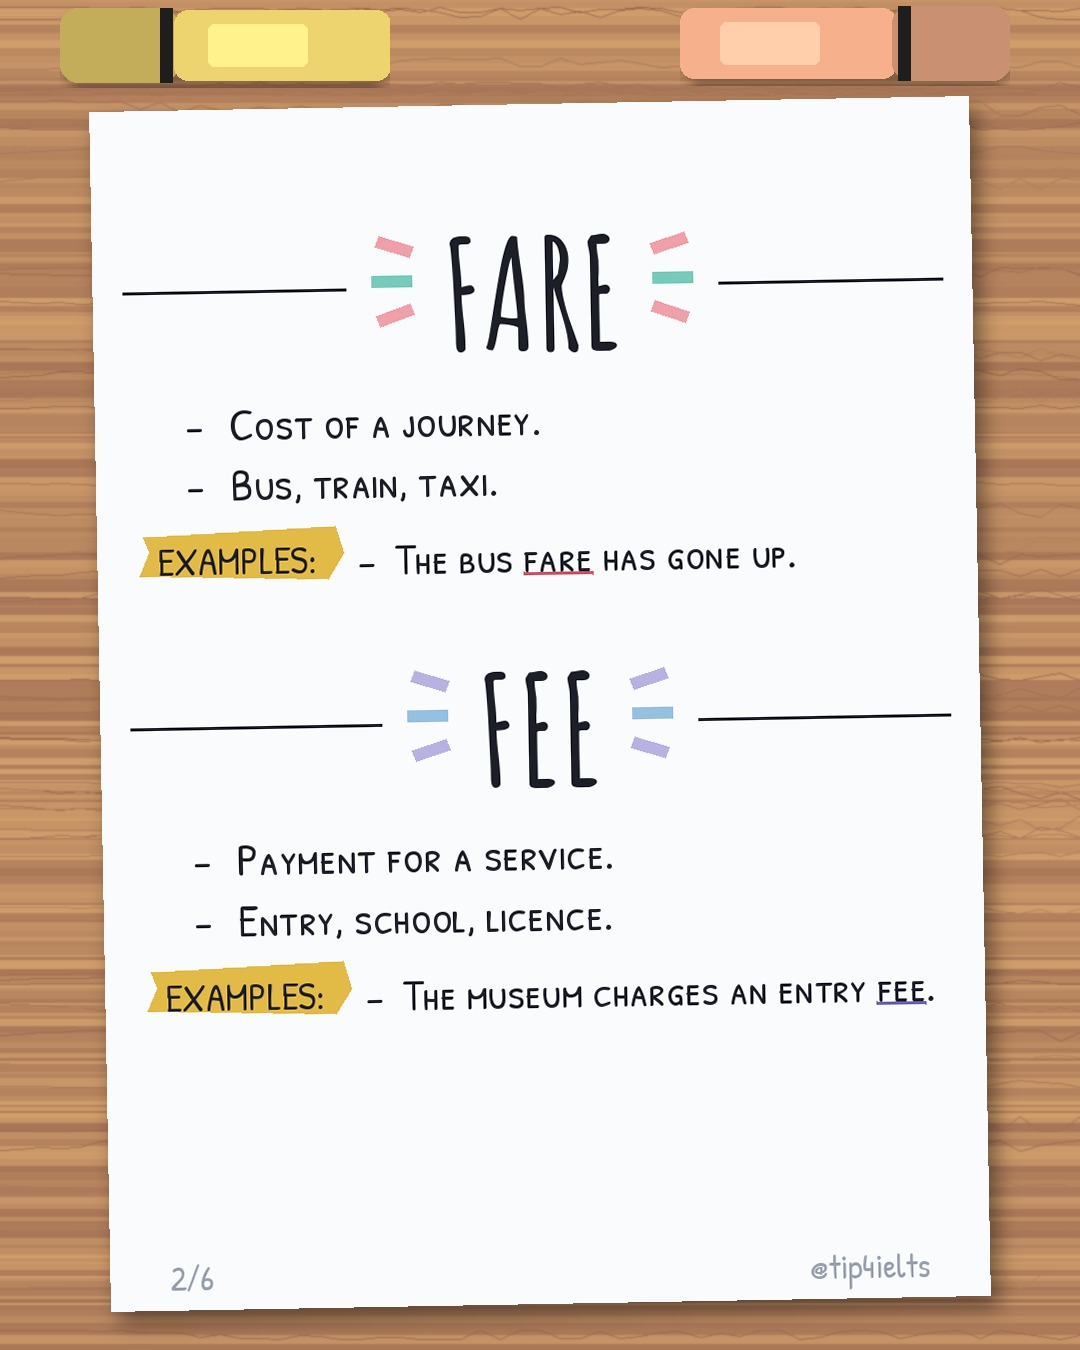 FARE
- Cost of a journey.
- Bus, train, taxi.
EXAMPLES: - The bus fare has gone up.
FEE
- Payment for a service.
- Entry, school, licence.
EXAMPLES: - The museum charges an entry fee.
2/6
@tip4ielts